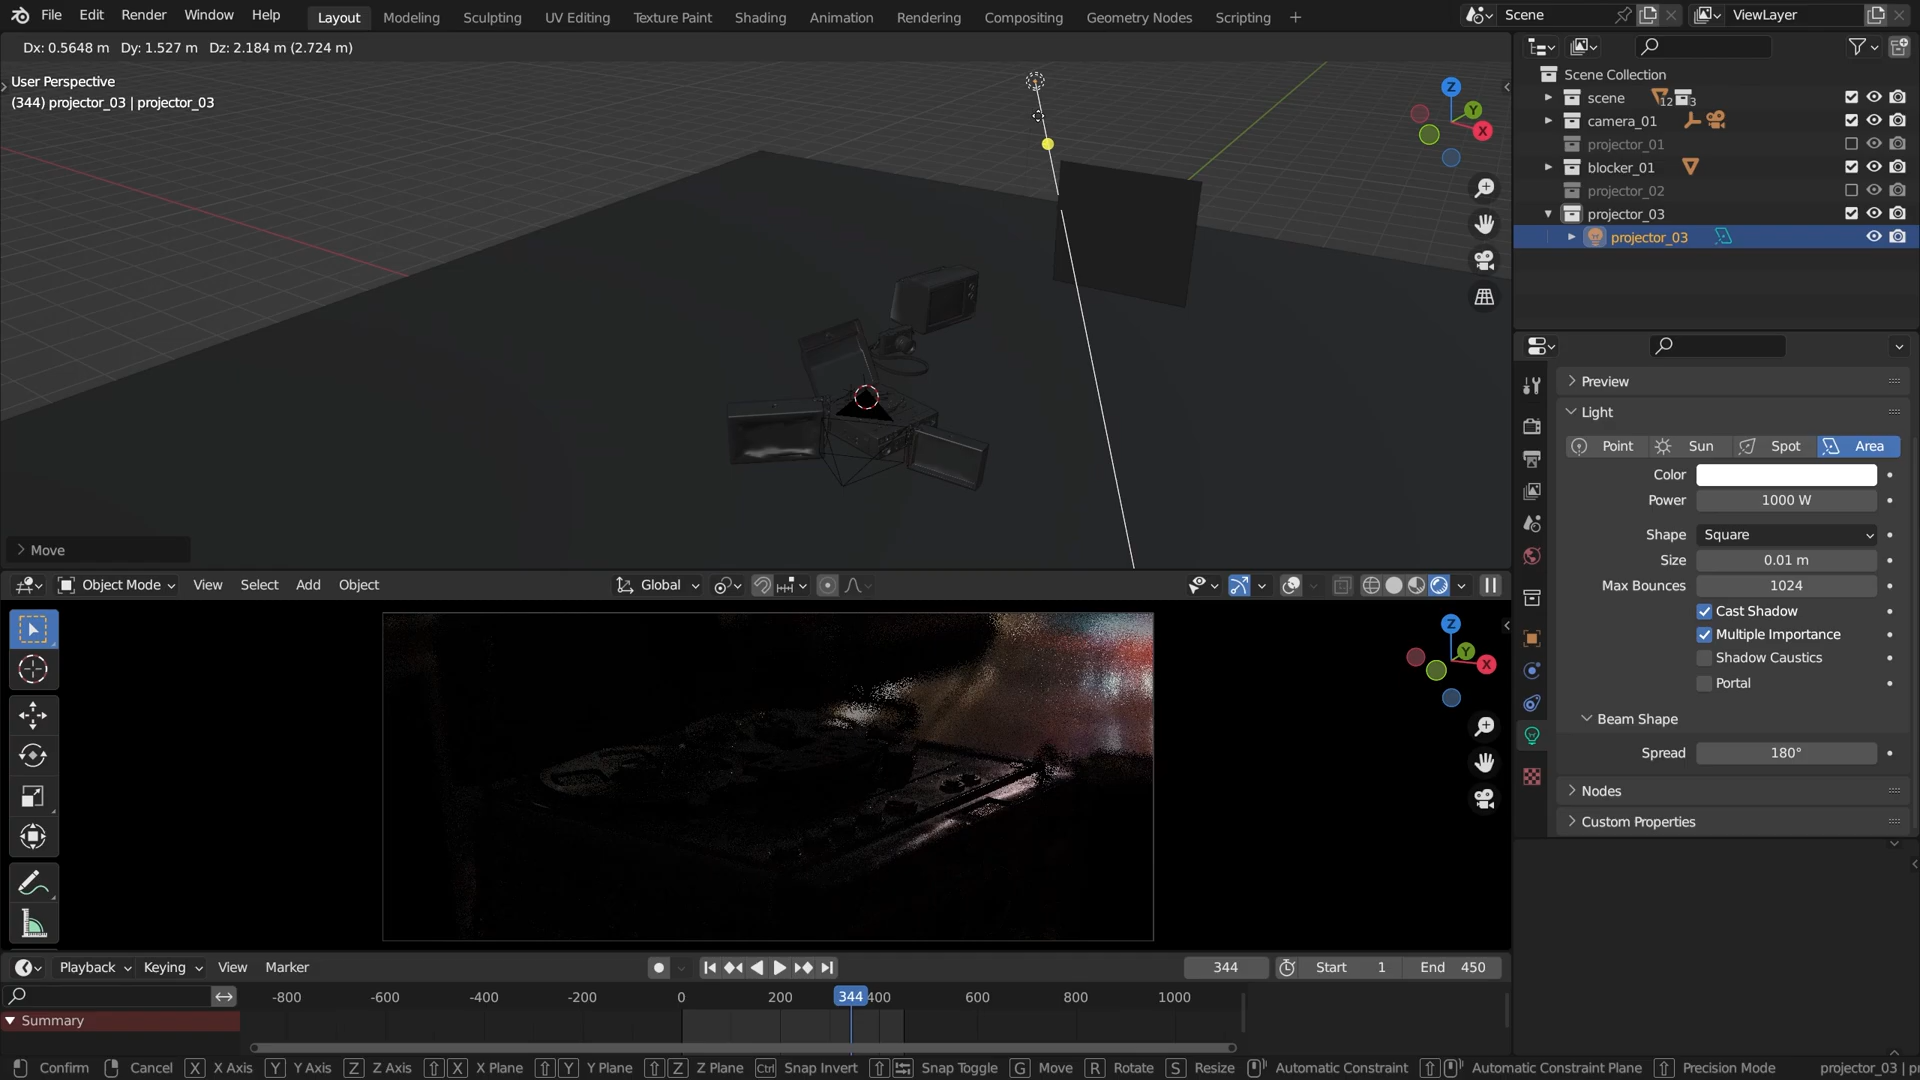 File Edit Render Window Help Layout Modeling Sculpting UV Editing Texture Paint Shading Animation Rendering Compositing Geometry Nodes Scripting + Scene ViewLayer
Dx: 0.5648 m Dy: 1.527 m Dz: 2.184 m (2.724 m)
User Perspective
(344) projector_03 | projector_03
Z
Y
X
Move
Scene Collection
scene 12 3
camera_01
projector_01
blocker_01
projector_02
projector_03
projector_03
Preview
Light
Point Sun Spot Area
Color
Power 1000 W
Shape Square
Size 0.01 m
Max Bounces 1024
Cast Shadow
Multiple Importance
Shadow Caustics
Portal
Beam Shape
Spread 180°
Nodes
Custom Properties
Object Mode View Select Add Object Global
Z
Y
X
Playback Keying View Marker 344 Start 1 End 450
-800 -600 -400 -200 0 200 344 400 600 800 1000
Summary
Confirm Cancel X X Axis Y Y Axis Z Z Axis X X Plane Y Y Plane Z Z Plane Ctrl Snap Invert Snap Toggle G Move R Rotate S Resize Automatic Constraint Automatic Constraint Plane Precision Mode projector_03 | pr